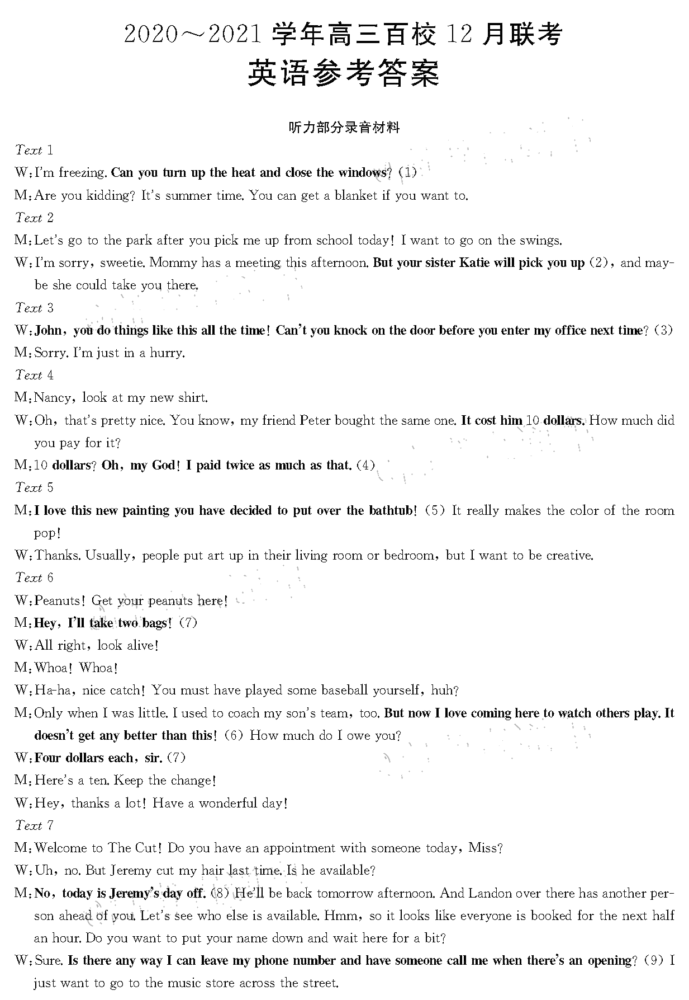 2020～2021 学年高三百校 12 月联考
英语参考答案
听力部分录音材料
Text 1
W:I'm freezing. Can you turn up the heat and close the windows? (1)
M:Are you kidding? It's summer time. You can get a blanket if you want to.
Text 2
M:Let's go to the park after you pick me up from school today! I want to go on the swings.
W:I'm sorry, sweetie. Mommy has a meeting this afternoon. But your sister Katie will pick you up (2), and may-
be she could take you there.
Text 3
W:John, you do things like this all the time! Can't you knock on the door before you enter my office next time? (3)
M:Sorry. I'm just in a hurry.
Text 4
M:Nancy, look at my new shirt.
W:Oh, that's pretty nice. You know, my friend Peter bought the same one. It cost him 10 dollars. How much did
you pay for it?
M:10 dollars? Oh, my God! I paid twice as much as that. (4)
Text 5
M:I love this new painting you have decided to put over the bathtub! (5) It really makes the color of the room
pop!
W:Thanks. Usually, people put art up in their living room or bedroom, but I want to be creative.
Text 6
W:Peanuts! Get your peanuts here!
M:Hey, I'll take two bags! (7)
W:All right, look alive!
M:Whoa! Whoa!
W:Ha-ha, nice catch! You must have played some baseball yourself, huh?
M:Only when I was little. I used to coach my son's team, too. But now I love coming here to watch others play. It
doesn't get any better than this! (6) How much do I owe you?
W:Four dollars each, sir. (7)
M:Here's a ten. Keep the change!
W:Hey, thanks a lot! Have a wonderful day!
Text 7
M:Welcome to The Cut! Do you have an appointment with someone today, Miss?
W:Uh, no. But Jeremy cut my hair last time. Is he available?
M:No, today is Jeremy's day off. (8) He'll be back tomorrow afternoon. And Landon over there has another per-
son ahead of you. Let's see who else is available. Hmm, so it looks like everyone is booked for the next half
an hour. Do you want to put your name down and wait here for a bit?
W:Sure. Is there any way I can leave my phone number and have someone call me when there's an opening? (9) I
just want to go to the music store across the street.